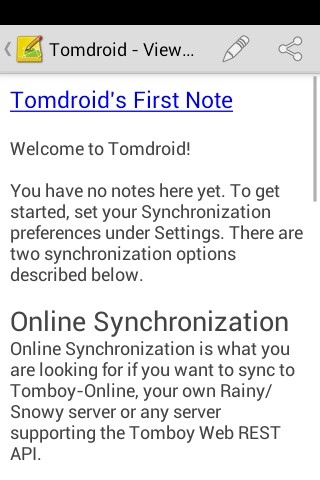 Tomdroid - View...
Tomdroid's First Note
Welcome to Tomdroid!
You have no notes here yet. To get
started, set your Synchronization
preferences under Settings. There are
two synchronization options
described below.
Online Synchronization
Online Synchronization is what you
are looking for if you want to sync to
Tomboy-Online, your own Rainy/
Snowy server or any server
supporting the Tomboy Web REST
API.